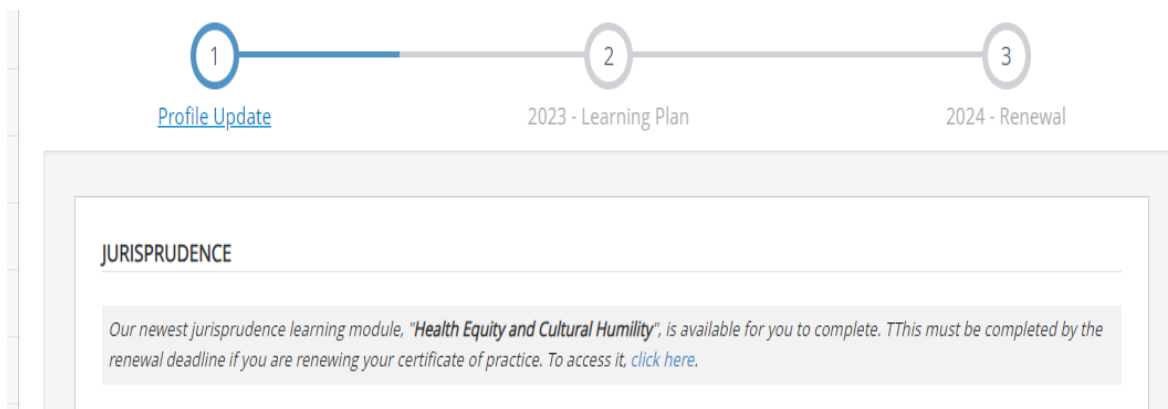 1
2
3
Profile Update
2023 - Learning Plan
2024 - Renewal
JURISPRUDENCE
Our newest jurisprudence learning module, "Health Equity and Cultural Humility", is available for you to complete. TThis must be completed by the
renewal deadline if you are renewing your certificate of practice. To access it, click here.